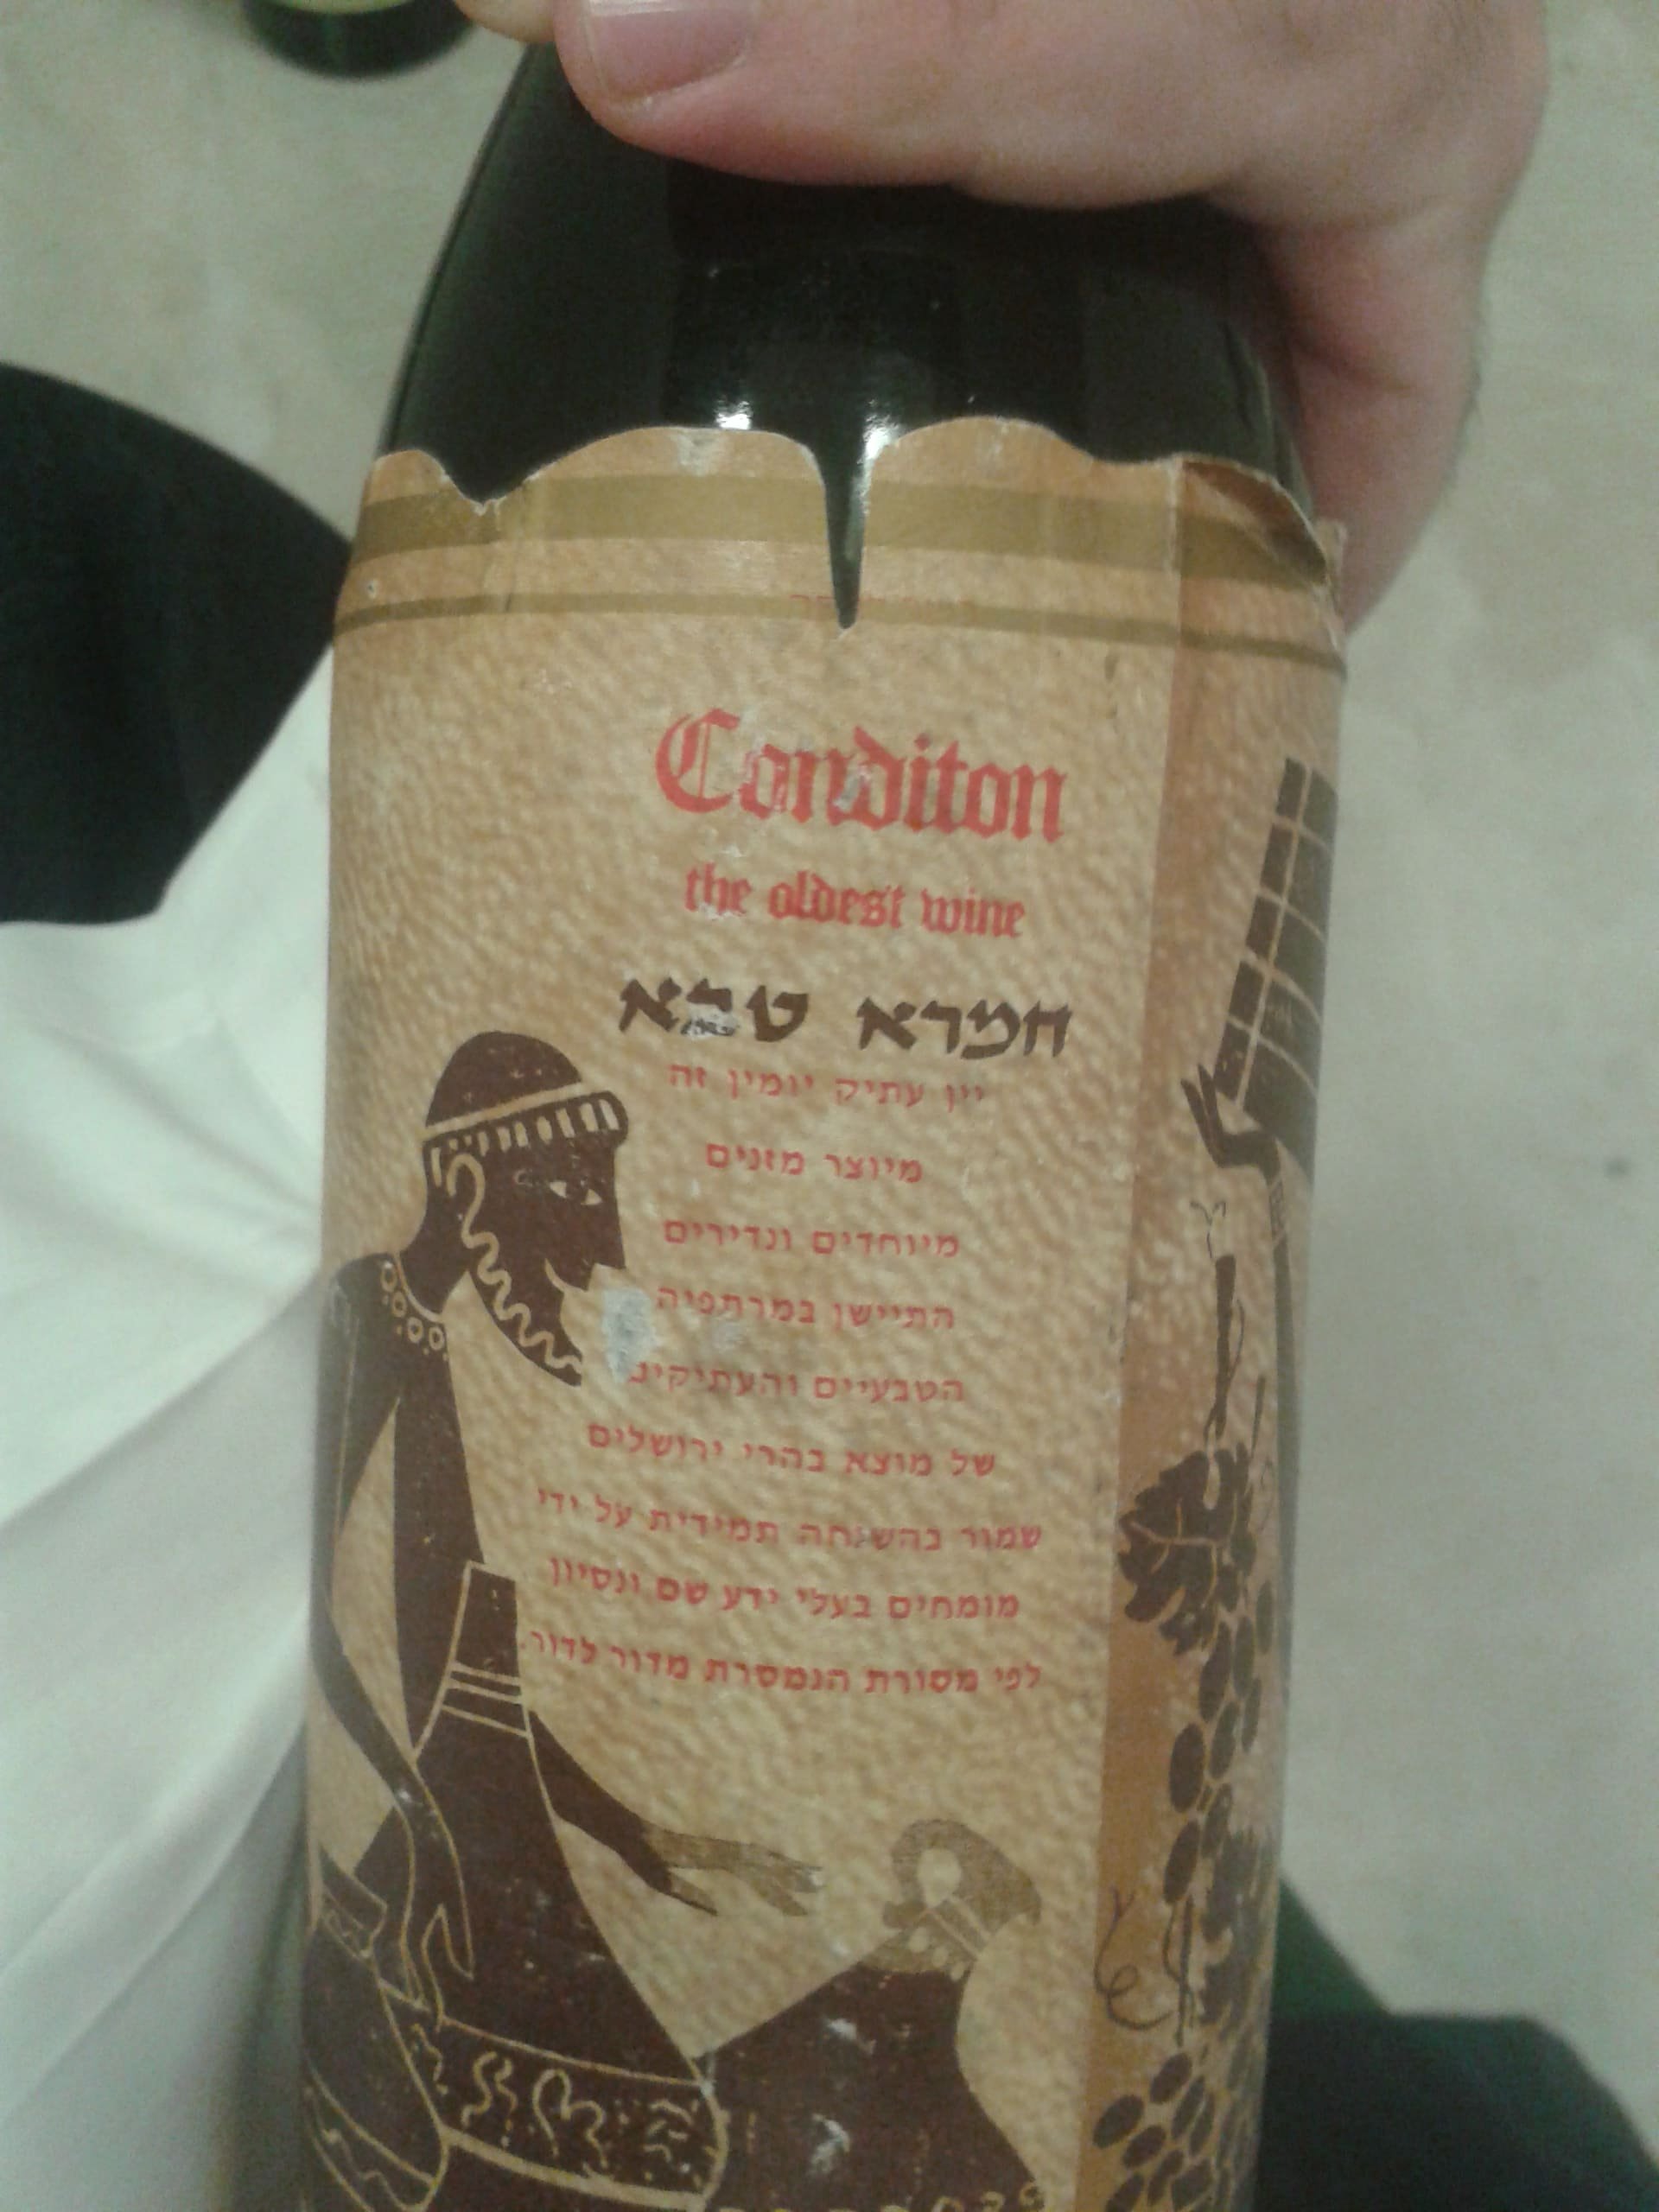 Conditon
the oldest wine
חמרא טבא
יין עתיק יומין זה
מיוצר מזנים
מיוחדים ונדירים
התיישן במרתפיה
הטבעיים והעתיקים
של מוצא בהרי ירושלים
שמור בהשגחה תמידית על ידי
מומחים בעלי ידע שם ונסיון
לפי מסורת הנמסרת מדור לדור.